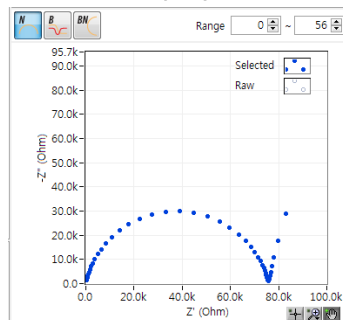 N B BN Range 0 ~ 56
Selected
Raw
95.7k
90.0k
80.0k
70.0k
60.0k
50.0k
40.0k
30.0k
20.0k
10.0k
0.0
-Z" (Ohm)
0.0 20.0k 40.0k 60.0k 80.0k 100.0k
Z' (Ohm)